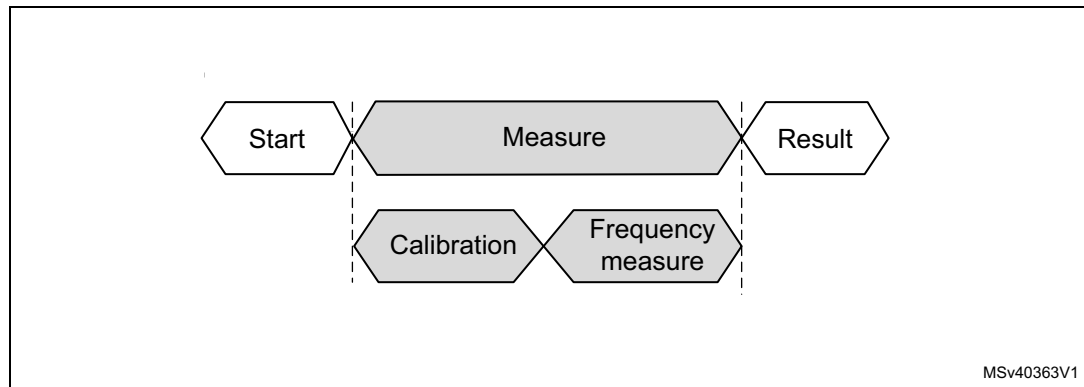 Start
Measure
Result
Calibration
Frequency
measure
MSv40363V1